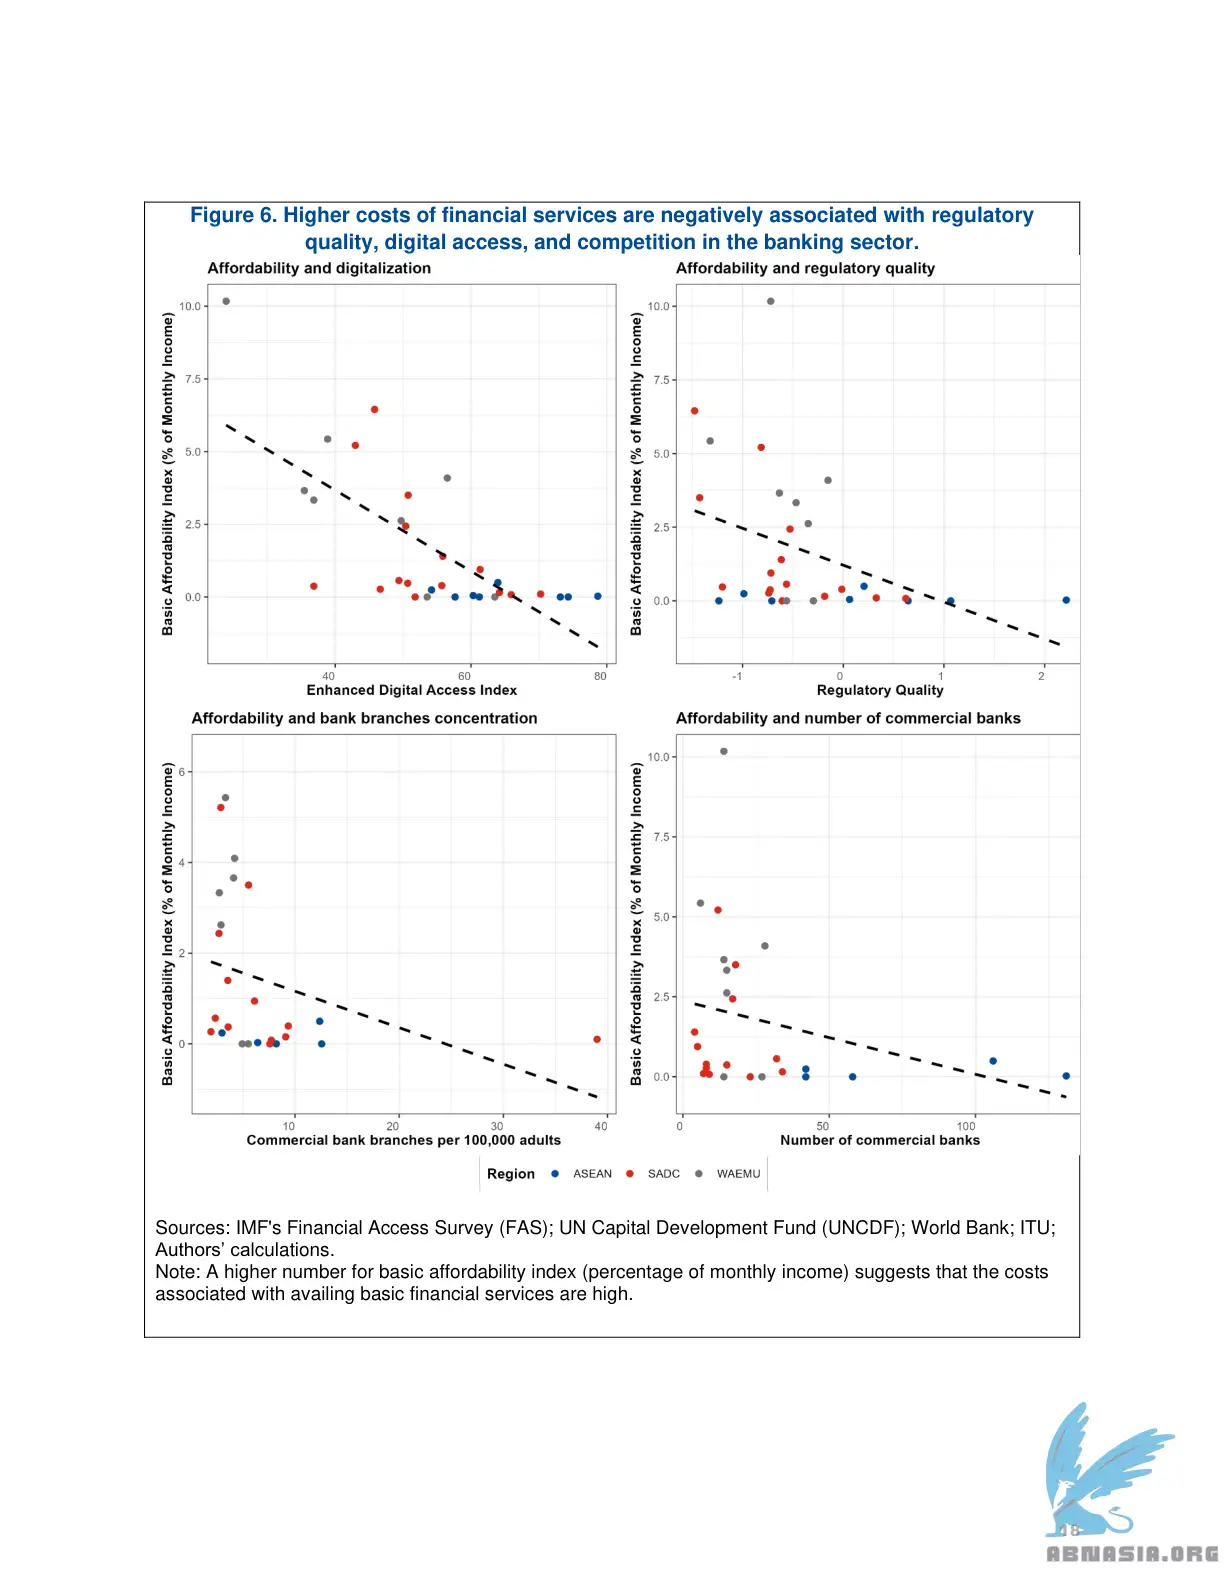 Figure 6. Higher costs of financial services are negatively associated with regulatory
quality, digital access, and competition in the banking sector.
Affordability and digitalization
Basic Affordability Index (% of Monthly Income)
10.0
7.5
5.0
2.5
0.0
40 60 80
Enhanced Digital Access Index
Affordability and regulatory quality
Basic Affordability Index (% of Monthly Income)
10.0
7.5
5.0
2.5
0.0
-1 0 1 2
Regulatory Quality
Affordability and bank branches concentration
Basic Affordability Index (% of Monthly Income)
6
4
2
0
10 20 30 40
Commercial bank branches per 100,000 adults
Affordability and number of commercial banks
Basic Affordability Index (% of Monthly Income)
10.0
7.5
5.0
2.5
0.0
0 50 100
Number of commercial banks
Region ASEAN SADC WAEMU
Sources: IMF's Financial Access Survey (FAS); UN Capital Development Fund (UNCDF); World Bank; ITU;
Authors’ calculations.
Note: A higher number for basic affordability index (percentage of monthly income) suggests that the costs
associated with availing basic financial services are high.
18
ABNASIA.ORG